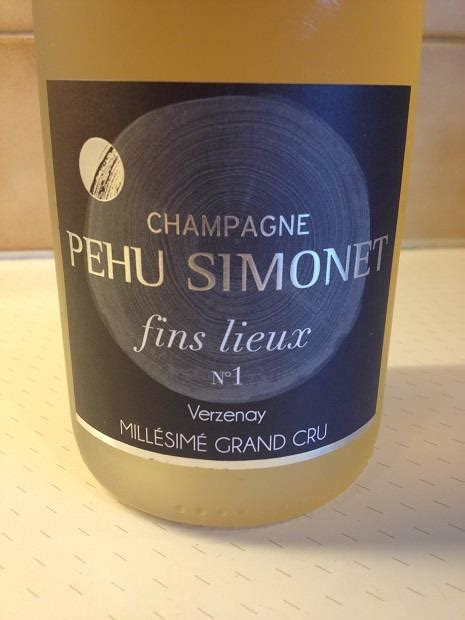 CHAMPAGNE
PEHU SIMONET
fins lieux
N°1
Verzenay
MILLÉSIMÉ GRAND CRU